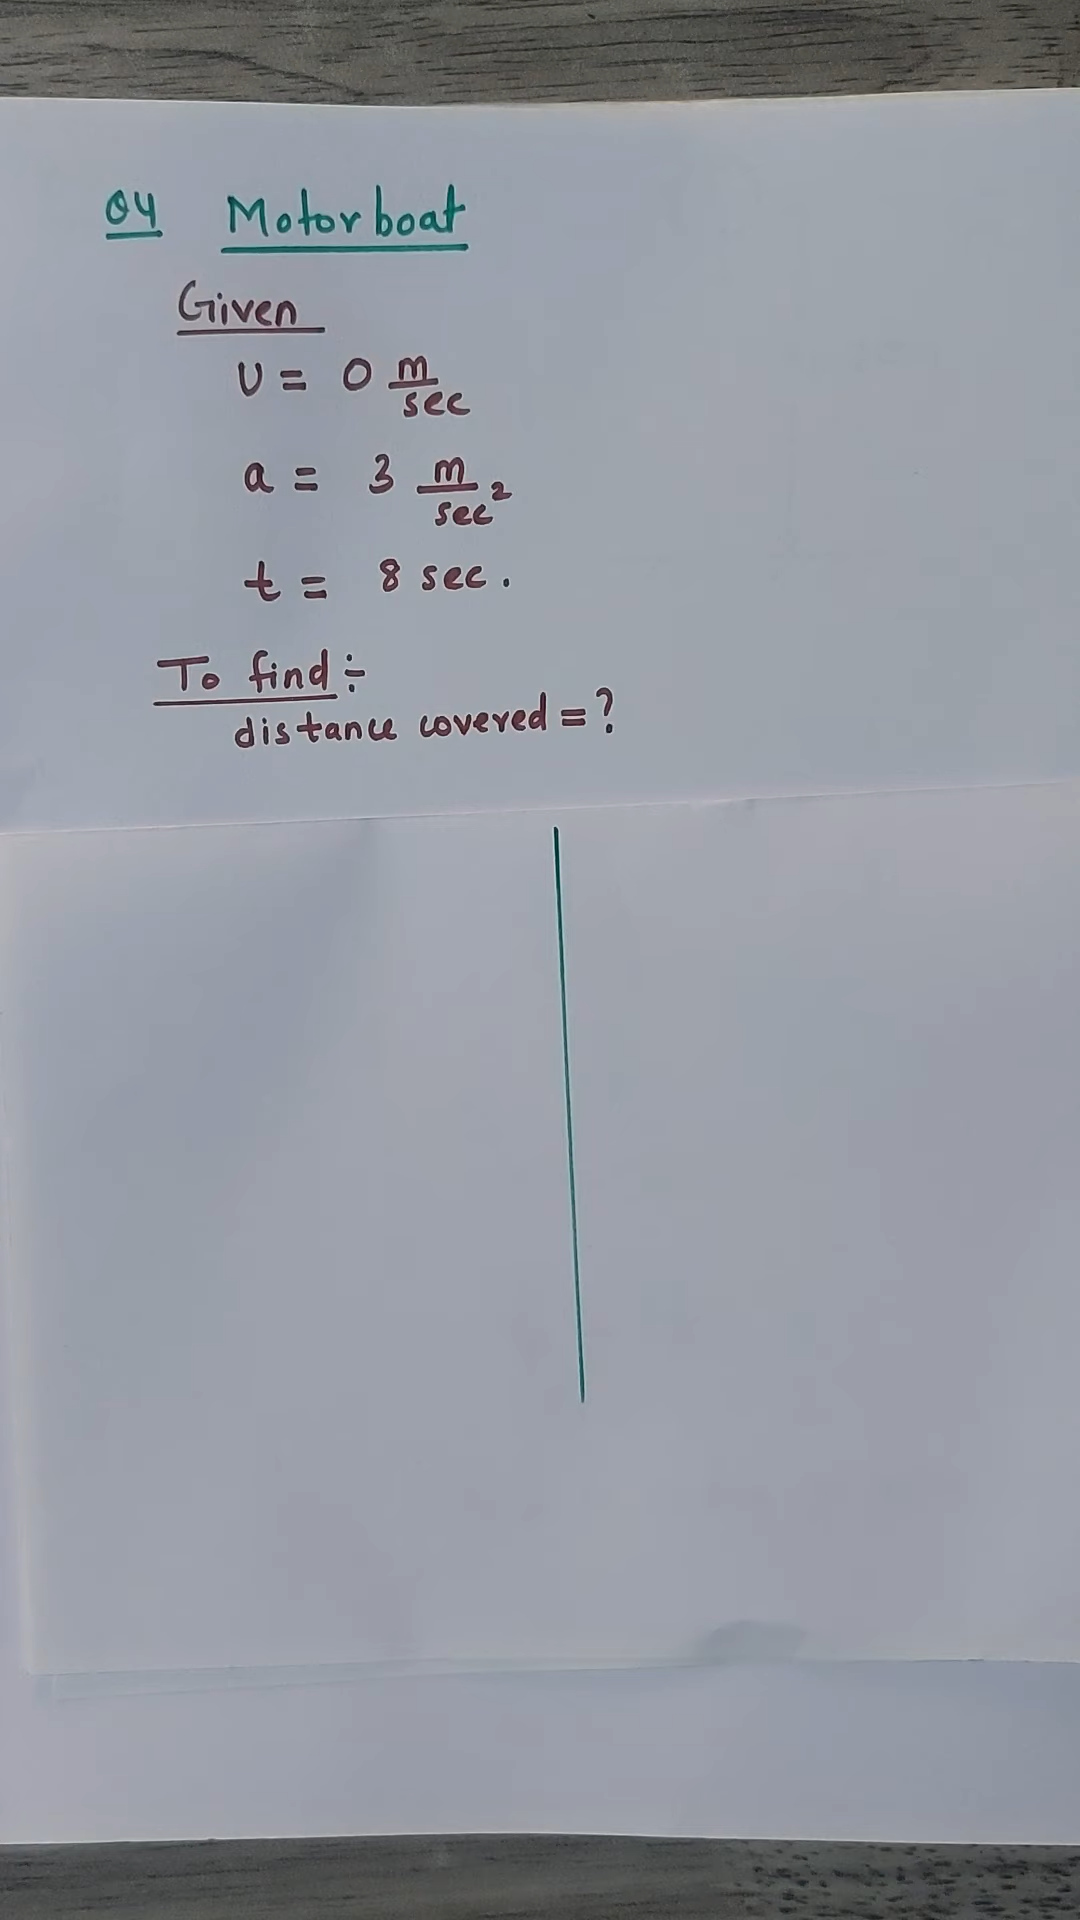 Q4 Motorboat
Given
u = 0 m/sec
a = 3 m/sec²
t = 8 sec.
To find ÷
distance covered = ?